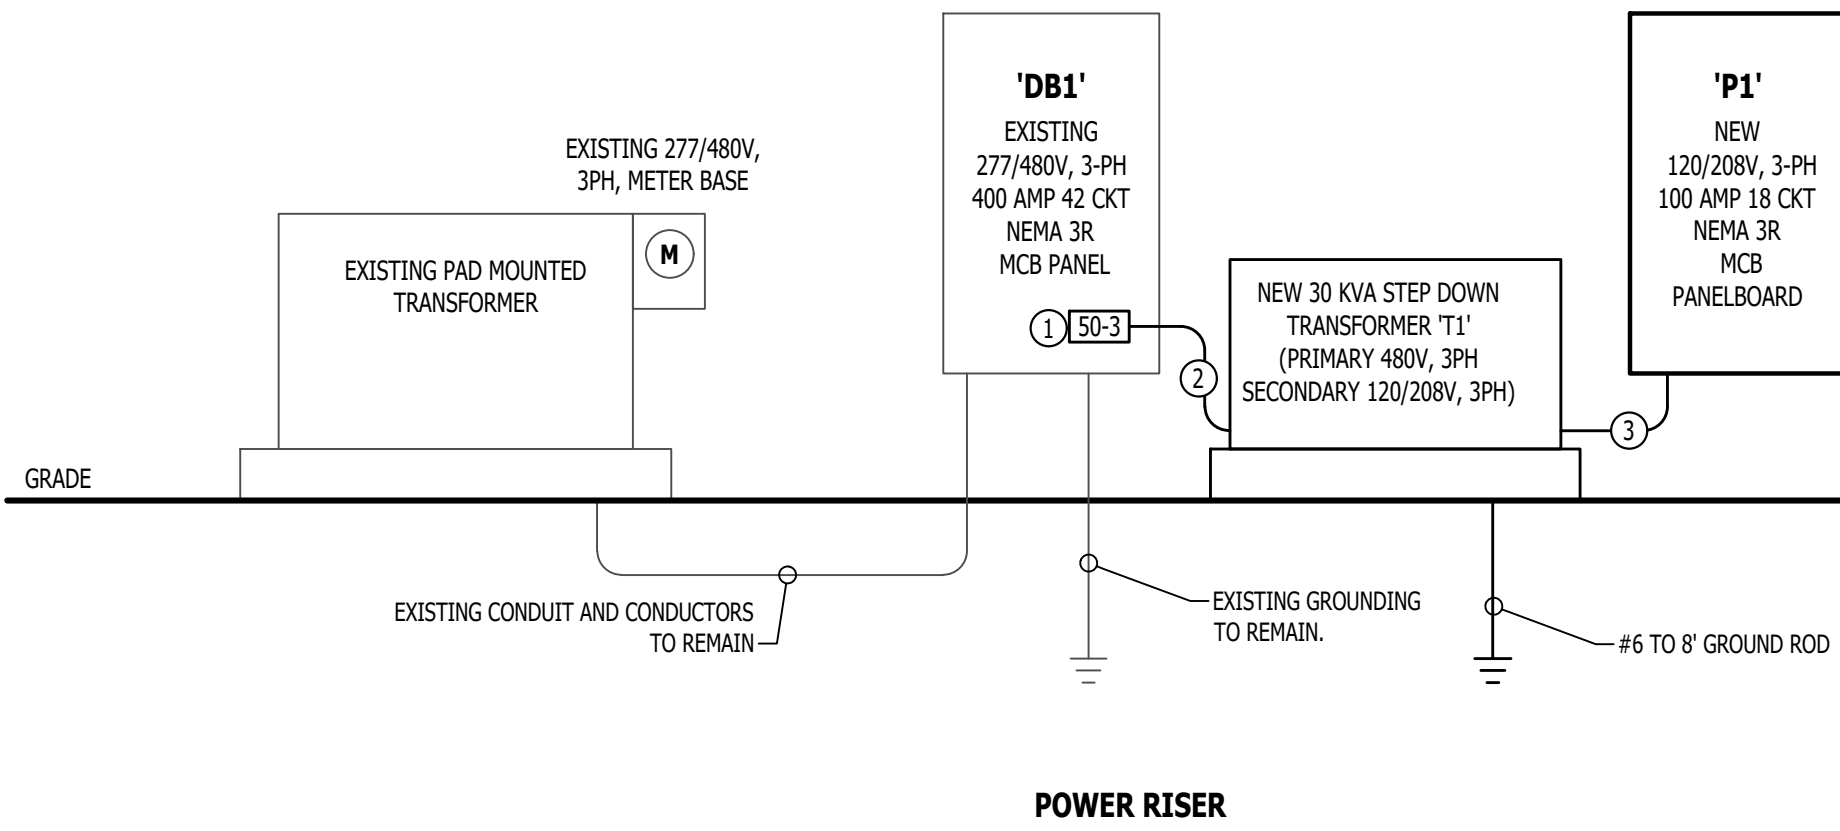 EXISTING 277/480V,
3PH, METER BASE
M
EXISTING PAD MOUNTED
TRANSFORMER
'DB1'
EXISTING
277/480V, 3-PH
400 AMP 42 CKT
NEMA 3R
MCB PANEL
1 50-3
2
NEW 30 KVA STEP DOWN
TRANSFORMER 'T1'
(PRIMARY 480V, 3PH
SECONDARY 120/208V, 3PH)
3
'P1'
NEW
120/208V, 3-PH
100 AMP 18 CKT
NEMA 3R
MCB
PANELBOARD
GRADE
EXISTING CONDUIT AND CONDUCTORS
TO REMAIN
EXISTING GROUNDING
TO REMAIN.
#6 TO 8' GROUND ROD
POWER RISER